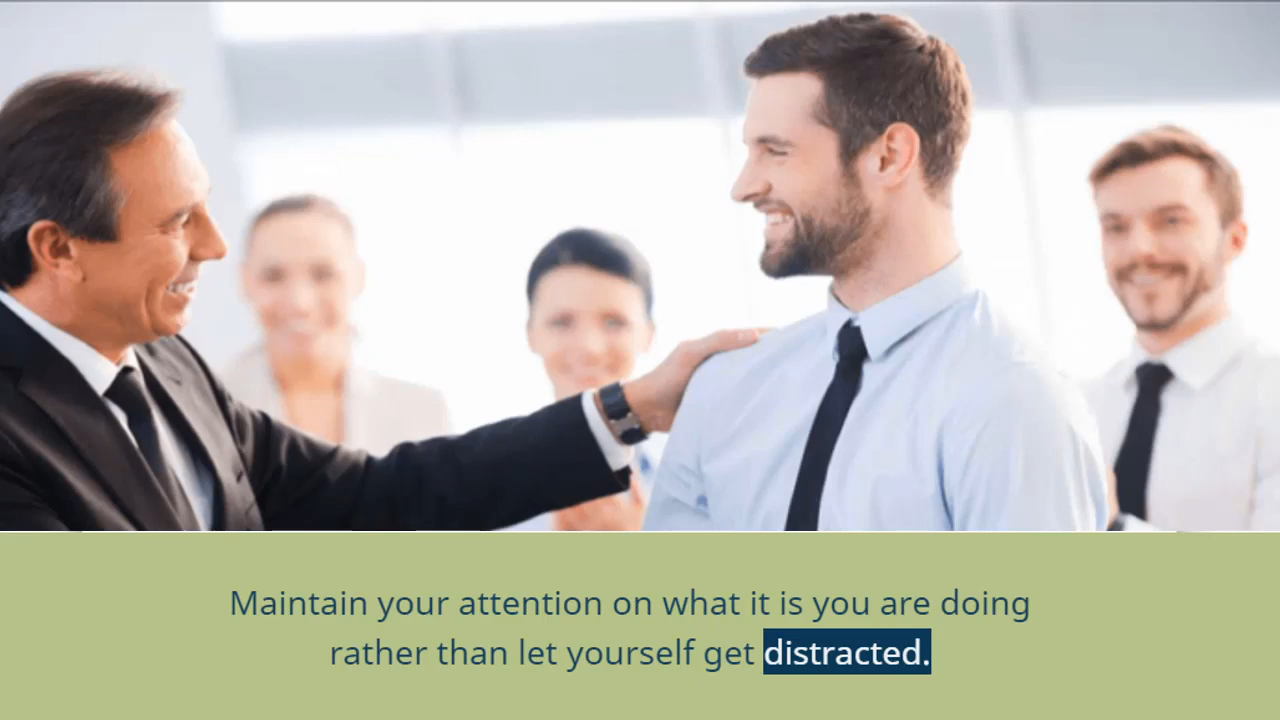 Maintain your attention on what it is you are doing
rather than let yourself get distracted.